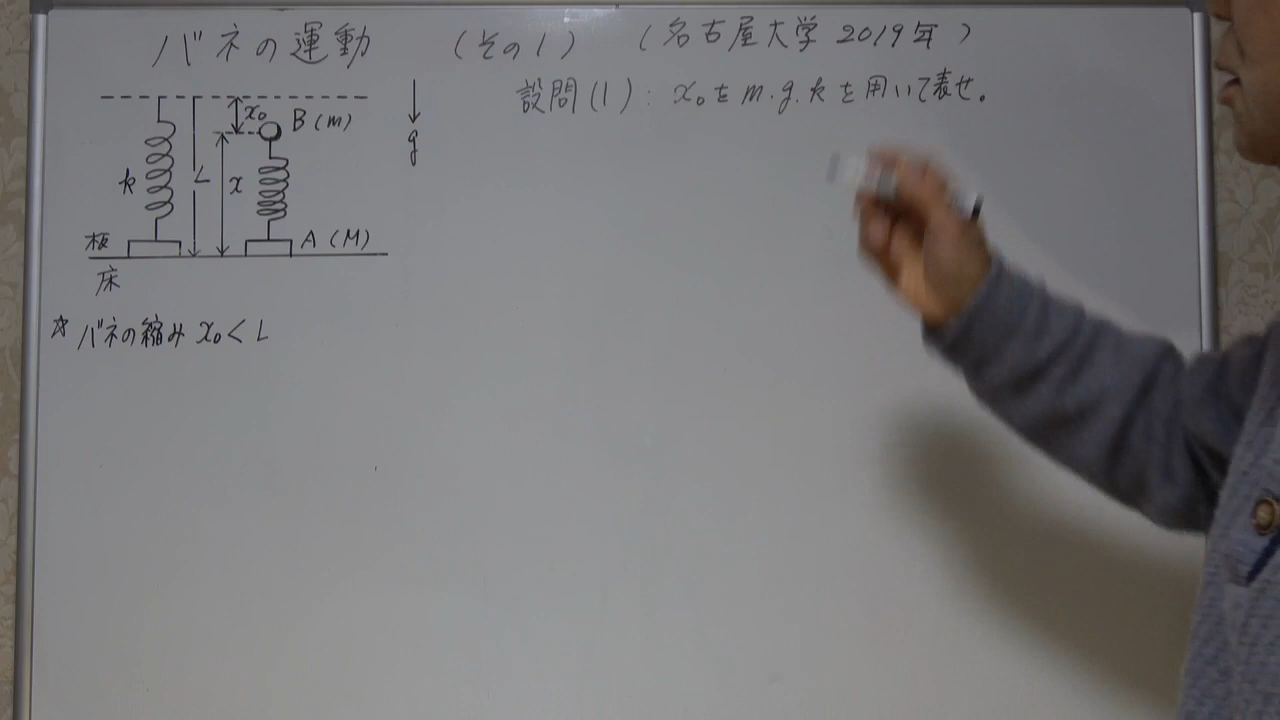 バネの運動 (その1) (名古屋大学 2019年)
設問(1): x₀をm.g.kを用いて表せ。
x₀
B (m)
g
k
L
x
板
A (M)
床
☆ バネの縮み x₀ < L